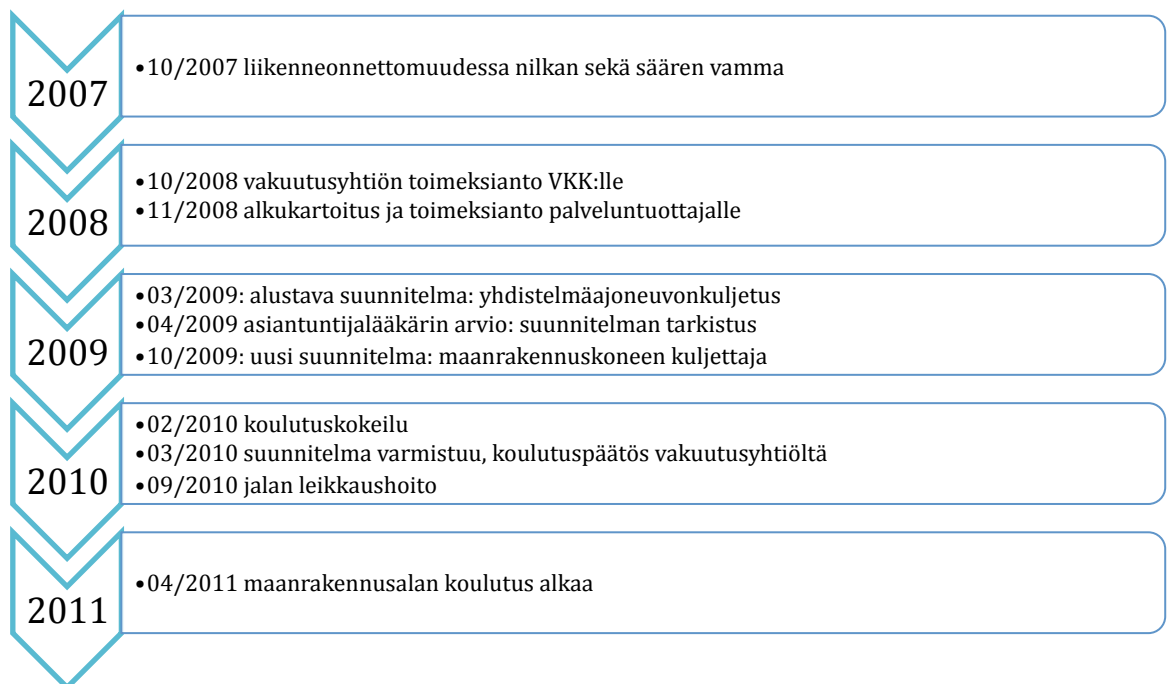 2007
•10/2007 liikenneonnettomuudessa nilkan sekä säären vamma
2008
•10/2008 vakuutusyhtiön toimeksianto VKK:lle
•11/2008 alkukartoitus ja toimeksianto palveluntuottajalle
2009
•03/2009: alustava suunnitelma: yhdistelmäajoneuvonkuljetus
•04/2009 asiantuntijalääkärin arvio: suunnitelman tarkistus
•10/2009: uusi suunnitelma: maanrakennuskoneen kuljettaja
2010
•02/2010 koulutuskokeilu
•03/2010 suunnitelma varmistuu, koulutuspäätös vakuutusyhtiöltä
•09/2010 jalan leikkaushoito
2011
•04/2011 maanrakennusalan koulutus alkaa